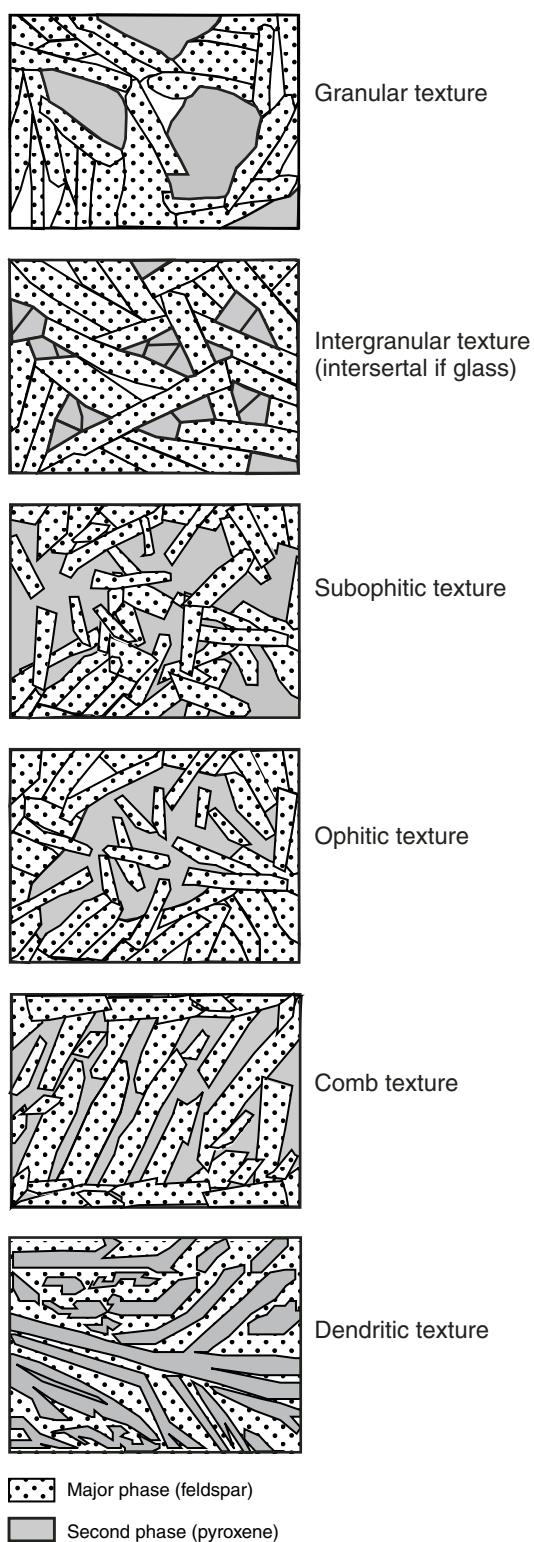 Granular texture
Intergranular texture
(intersertal if glass)
Subophitic texture
Ophitic texture
Comb texture
Dendritic texture
Major phase (feldspar)
Second phase (pyroxene)